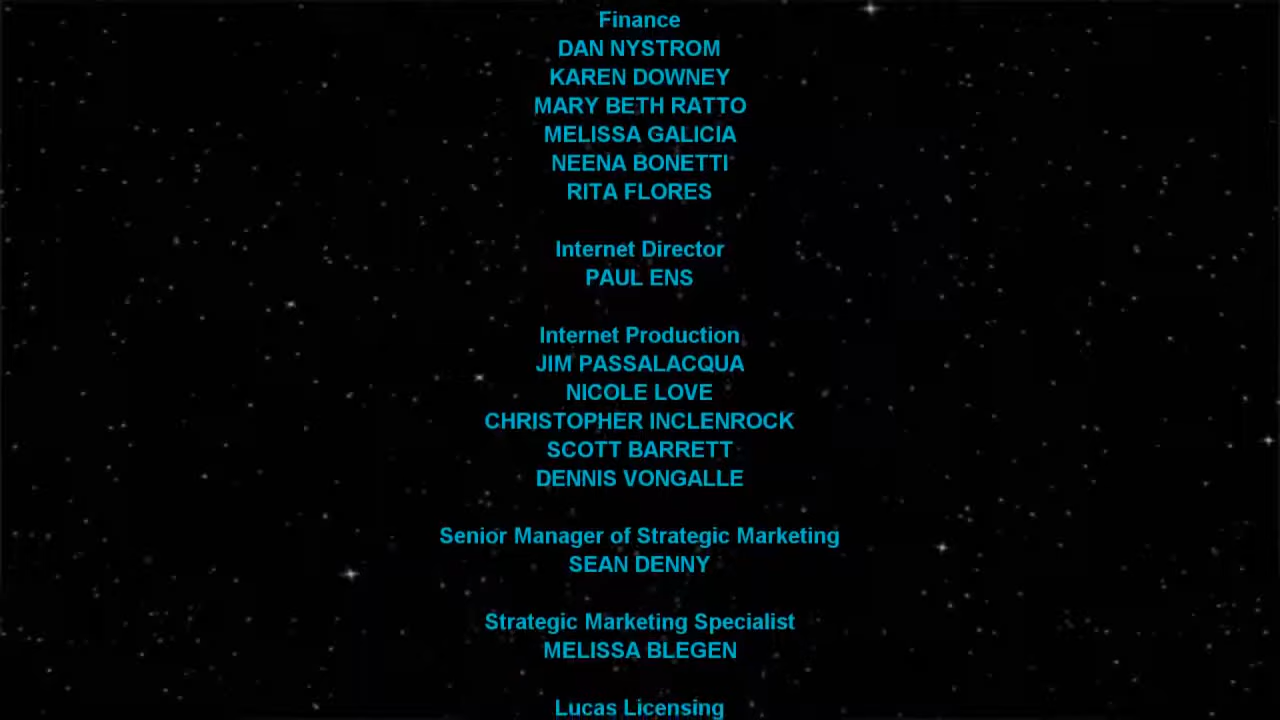 Finance
DAN NYSTROM
KAREN DOWNEY
MARY BETH RATTO
MELISSA GALICIA
NEENA BONETTI
RITA FLORES
Internet Director
PAUL ENS
Internet Production
JIM PASSALACQUA
NICOLE LOVE
CHRISTOPHER INCLENROCK
SCOTT BARRETT
DENNIS VONGALLE
Senior Manager of Strategic Marketing
SEAN DENNY
Strategic Marketing Specialist
MELISSA BLEGEN
Lucas Licensing